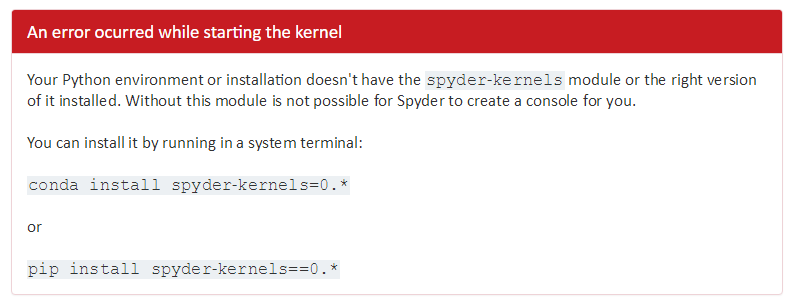 An error ocurred while starting the kernel
Your Python environment or installation doesn't have the spyder-kernels module or the right version
of it installed. Without this module is not possible for Spyder to create a console for you.
You can install it by running in a system terminal:
conda install spyder-kernels=0.*
or
pip install spyder-kernels==0.*